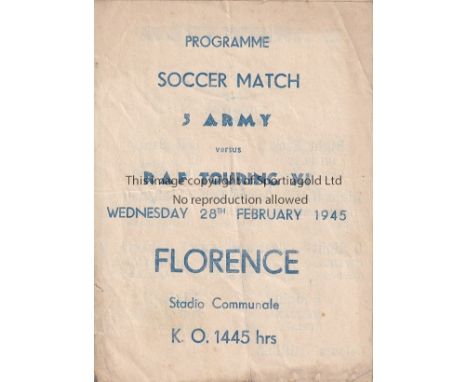 PROGRAMME
SOCCER MATCH
5 ARMY
versus
R.A.F. TOURING XI
This image copyright of Sportingold Ltd
No reproduction allowed
WEDNESDAY 28TH FEBRUARY 1945
FLORENCE
Stadio Communale
K. O. 1445 hrs